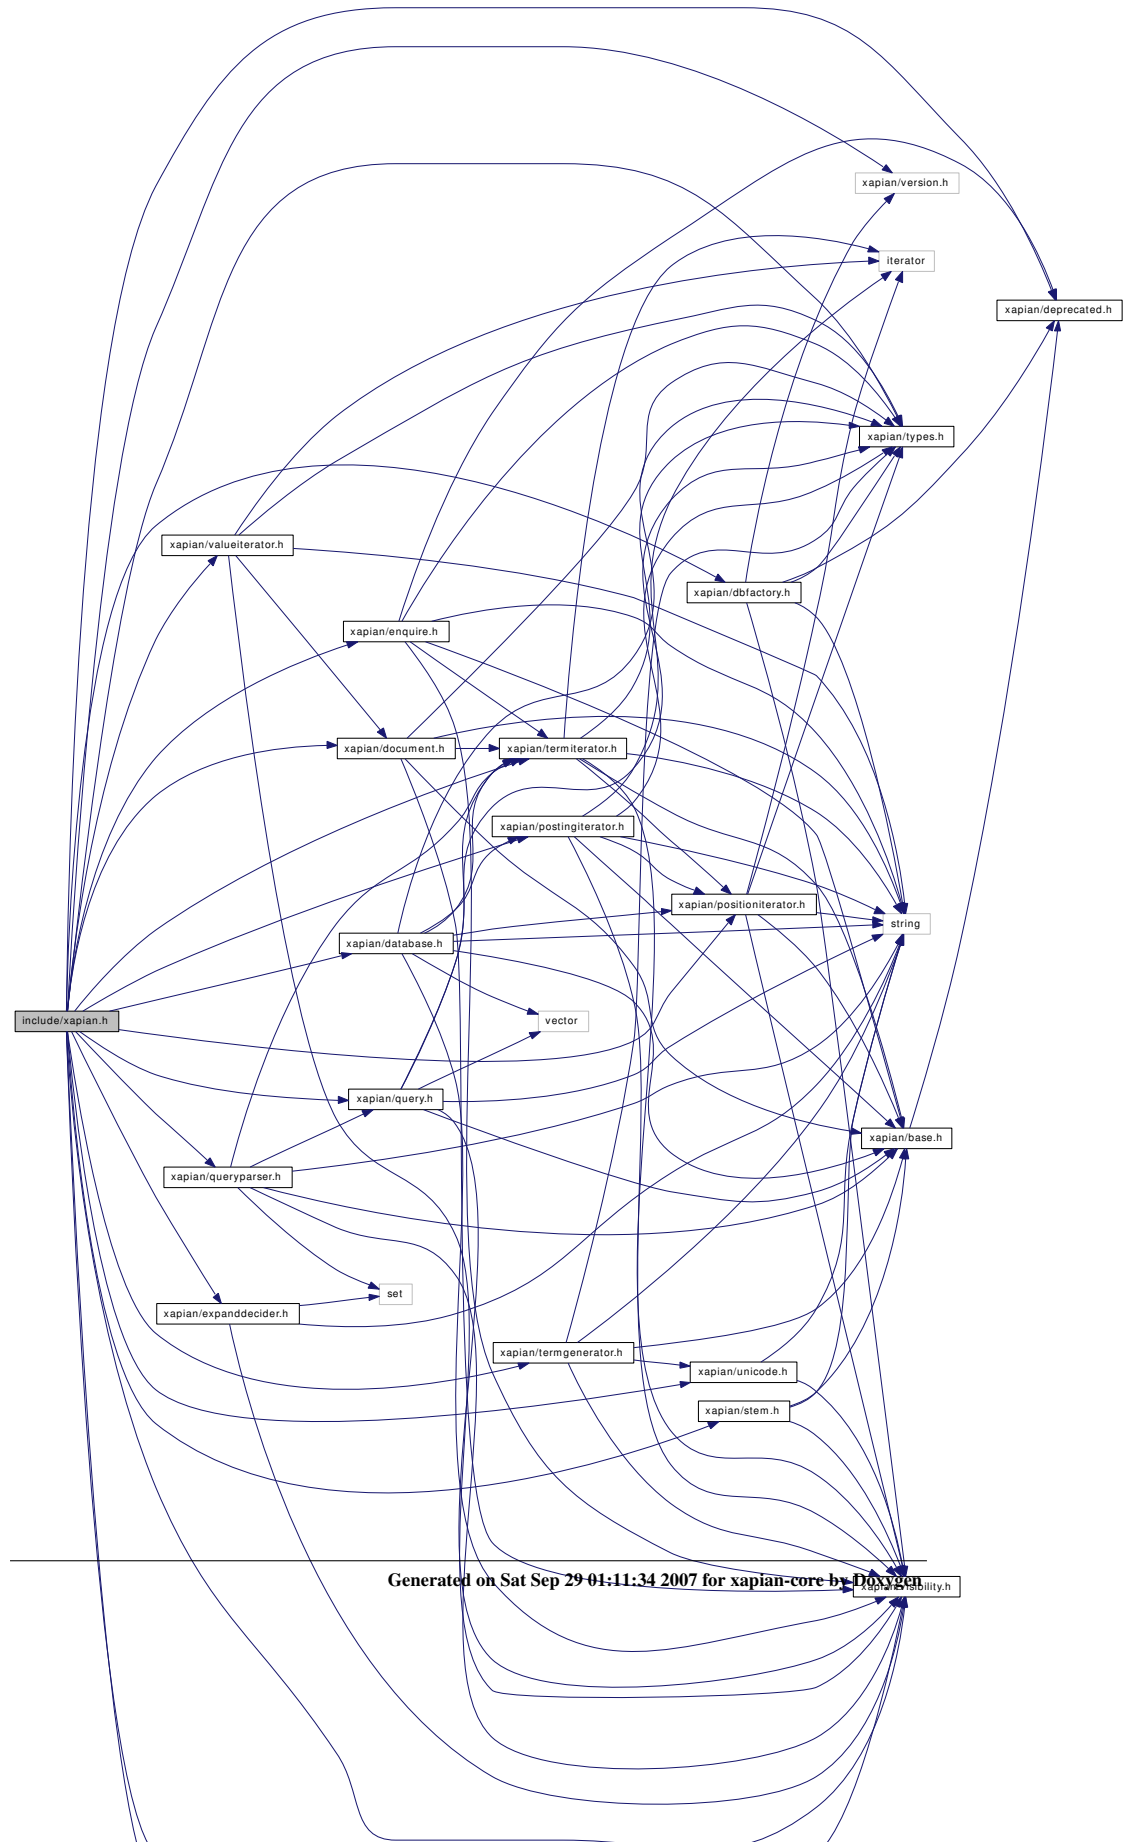 xapian/version.h
iterator
xapian/deprecated.h
xapian/types.h
xapian/valueiterator.h
xapian/dbfactory.h
xapian/enquire.h
xapian/document.h
xapian/termiterator.h
xapian/postingiterator.h
xapian/positioniterator.h
string
xapian/database.h
include/xapian.h
vector
xapian/query.h
xapian/base.h
xapian/queryparser.h
set
xapian/expanddecider.h
xapian/termgenerator.h
xapian/unicode.h
xapian/stem.h
Generated on Sat Sep 29 01:11:34 2007 for xapian-core by Doxygen
xapian/visibility.h